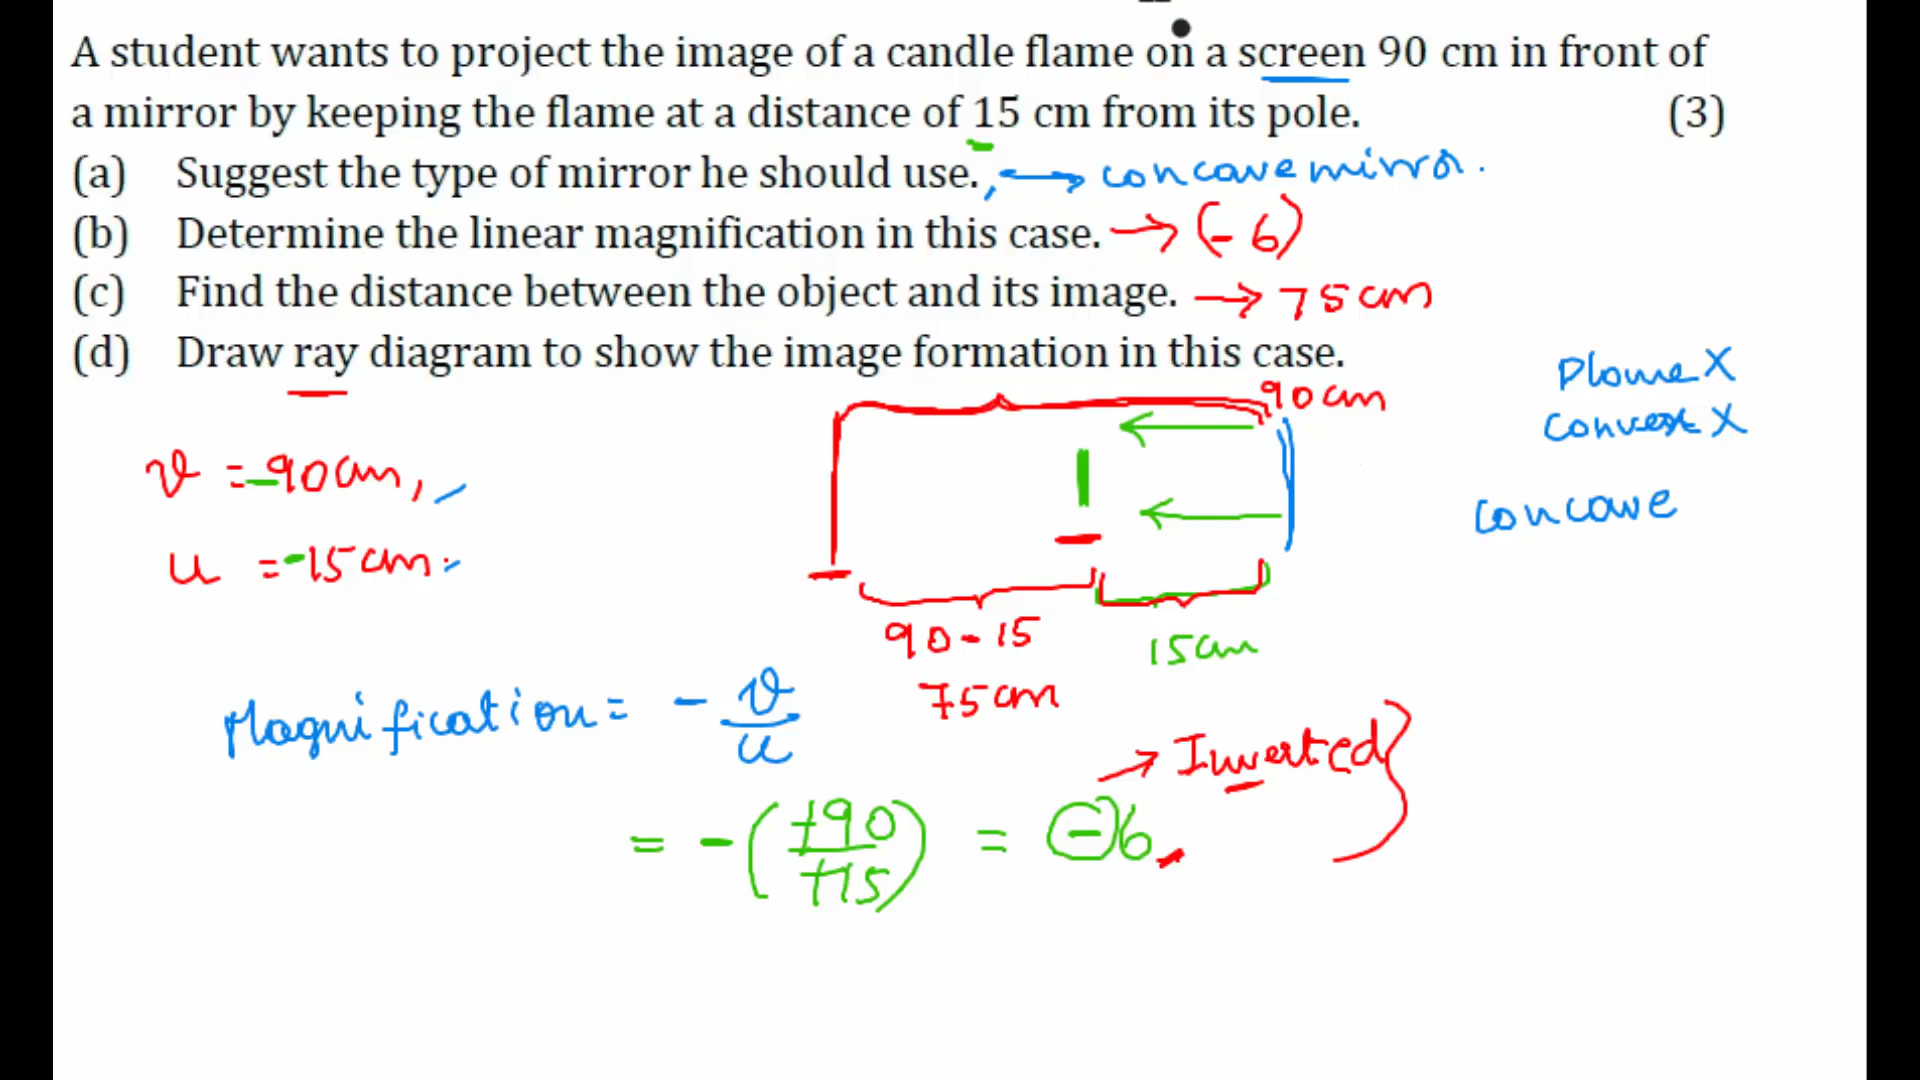 A student wants to project the image of a candle flame on a screen 90 cm in front of
a mirror by keeping the flame at a distance of 15 cm from its pole. (3)
(a) Suggest the type of mirror he should use. , → concave mirror.
(b) Determine the linear magnification in this case. → (-6)
(c) Find the distance between the object and its image. → 75 cm
(d) Draw ray diagram to show the image formation in this case.
Plane X
90 cm
Convex X
v = -90 cm,
Concave
u = -15 cm.
90-15
15 cm
75 cm
Magnification = - v/u
→ Inverted
= -(+90/+15) = -6